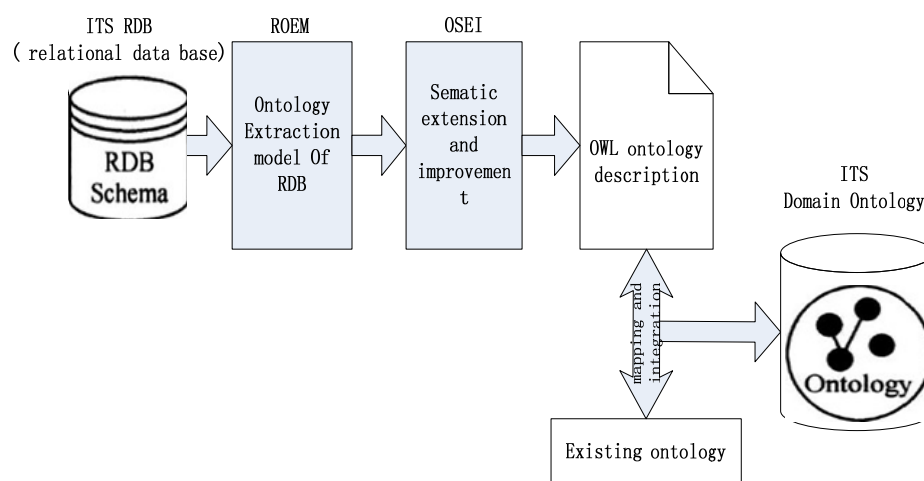 ITS RDB
( relational data base)
RDB
Schema
ROEM
Ontology
Extraction
model Of
RDB
OSEI
Sematic
extension
and
improvemen
t
OWL ontology
description
mapping and
integration
ITS
Domain Ontology
Ontology
Existing ontology